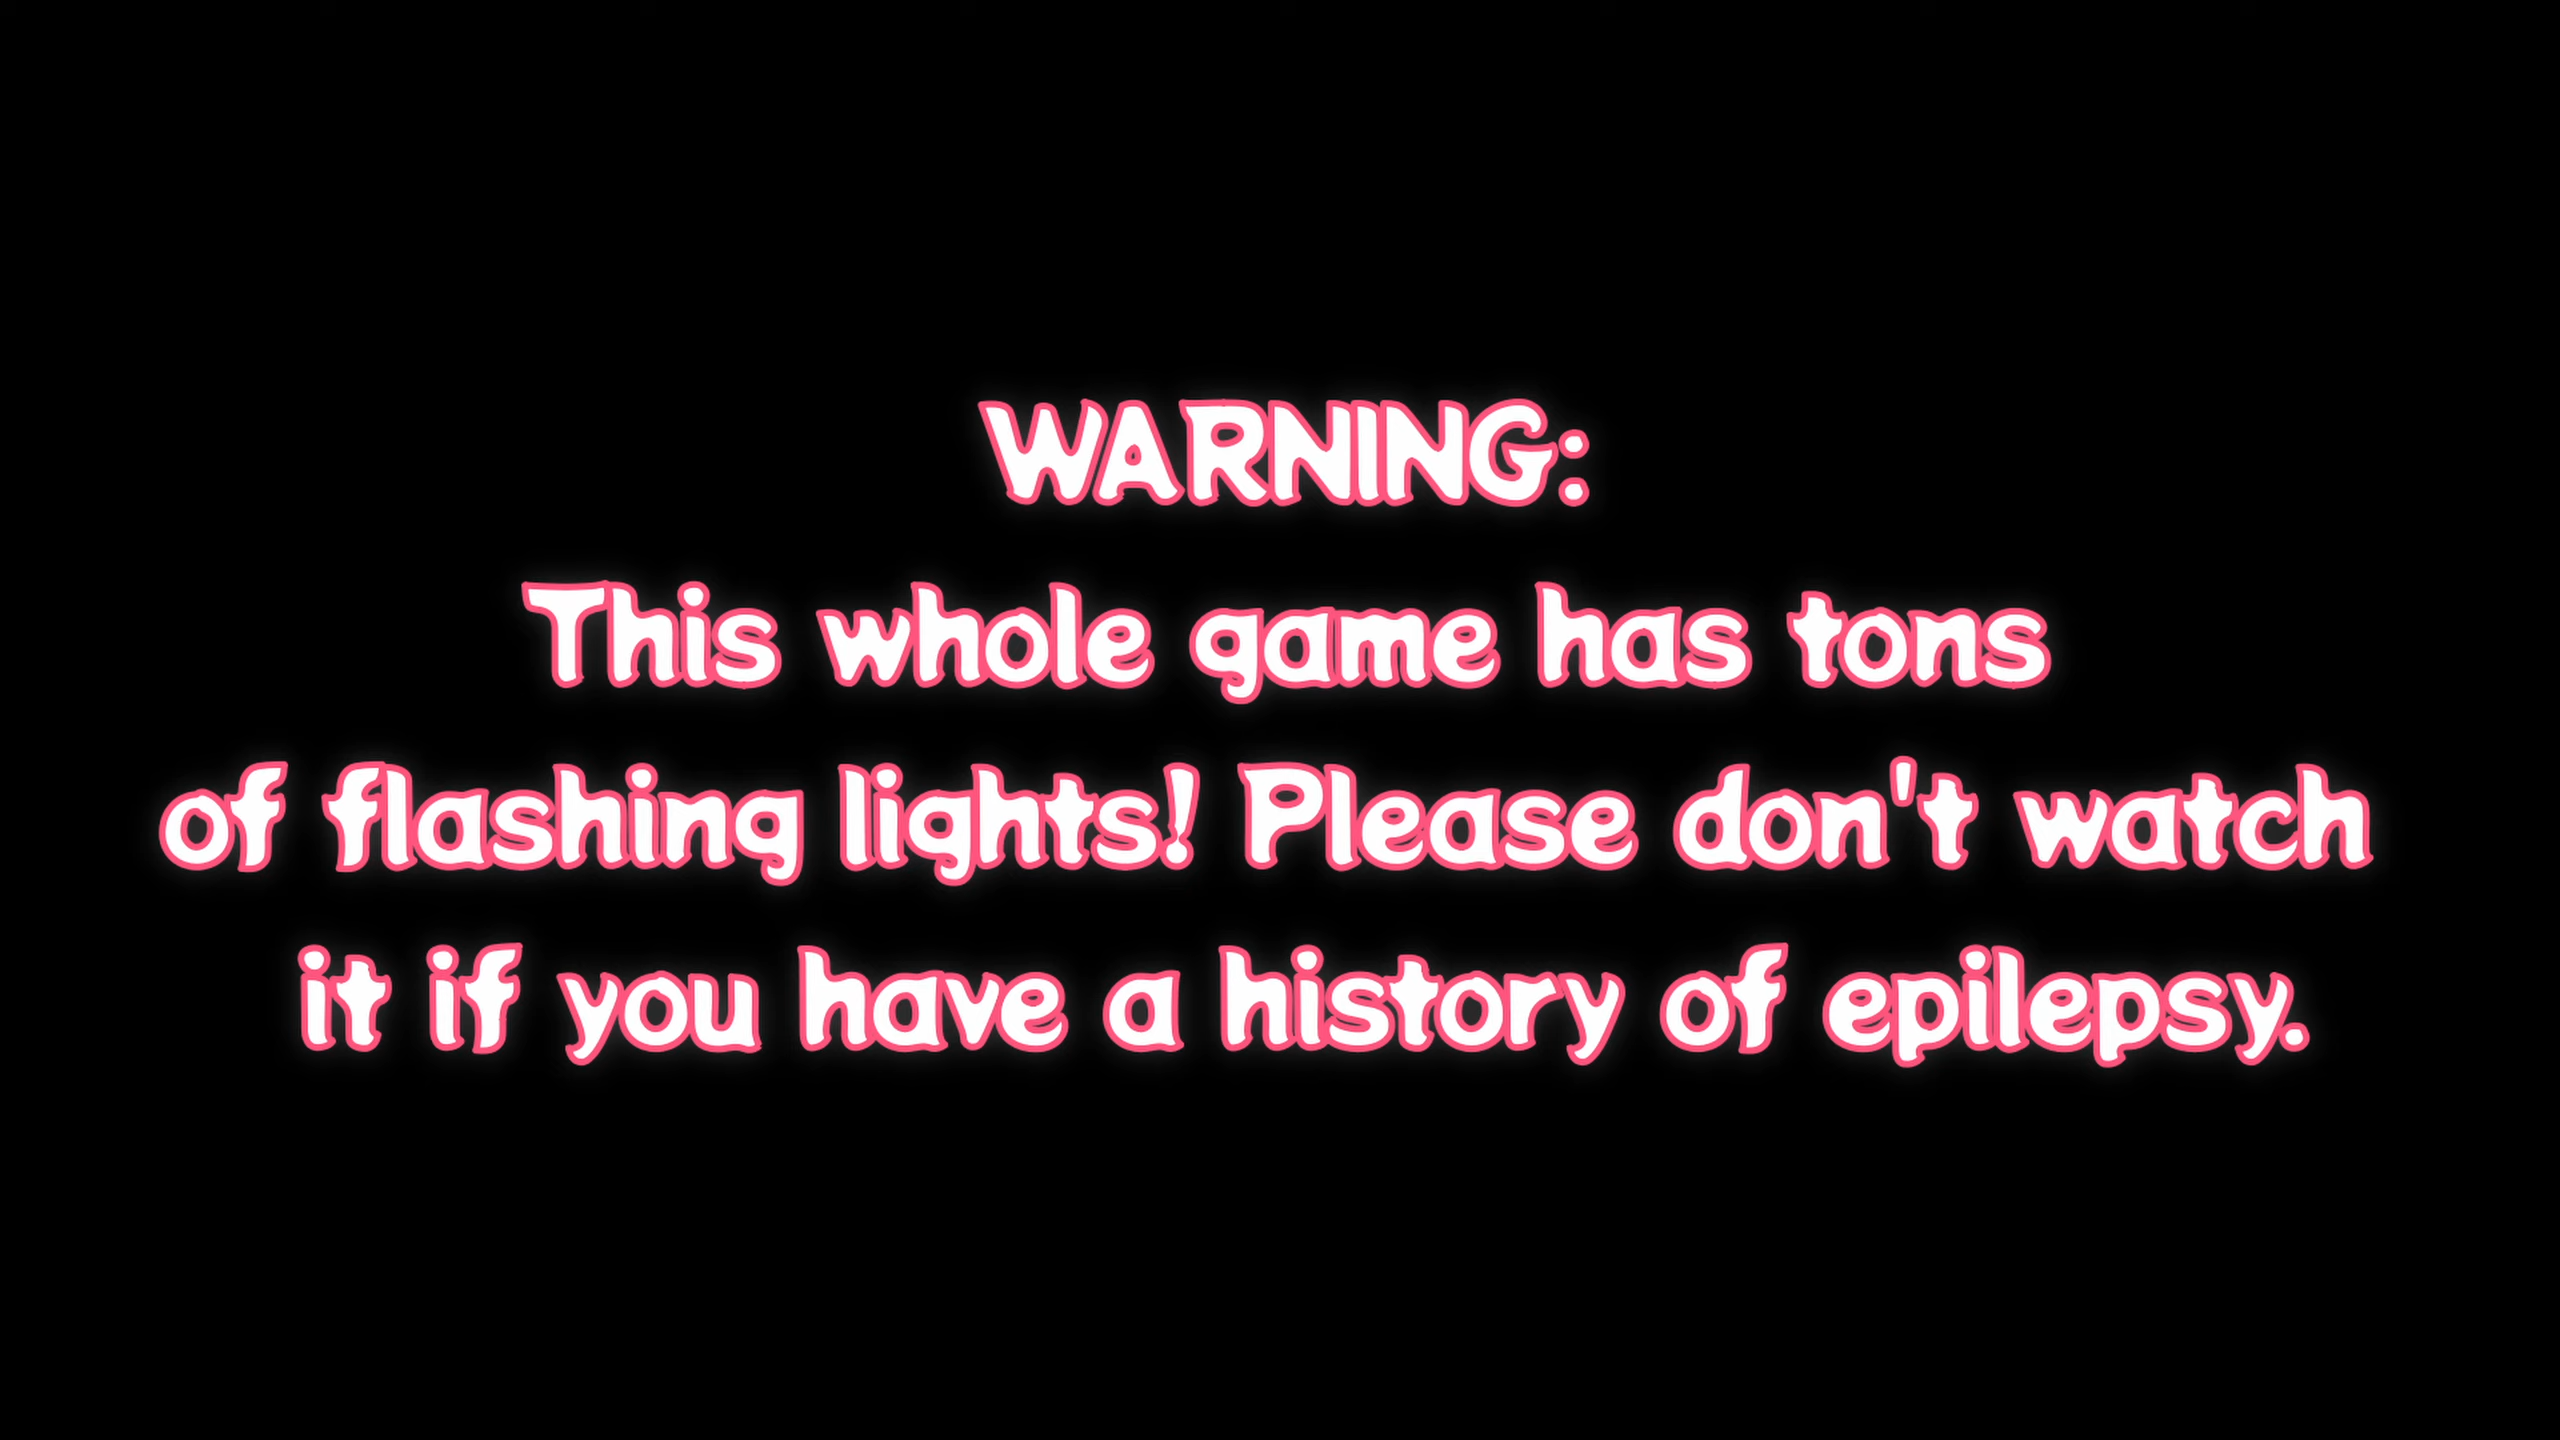 WARNING:
This whole game has tons
of flashing lights! Please don't watch
it if you have a history of epilepsy.